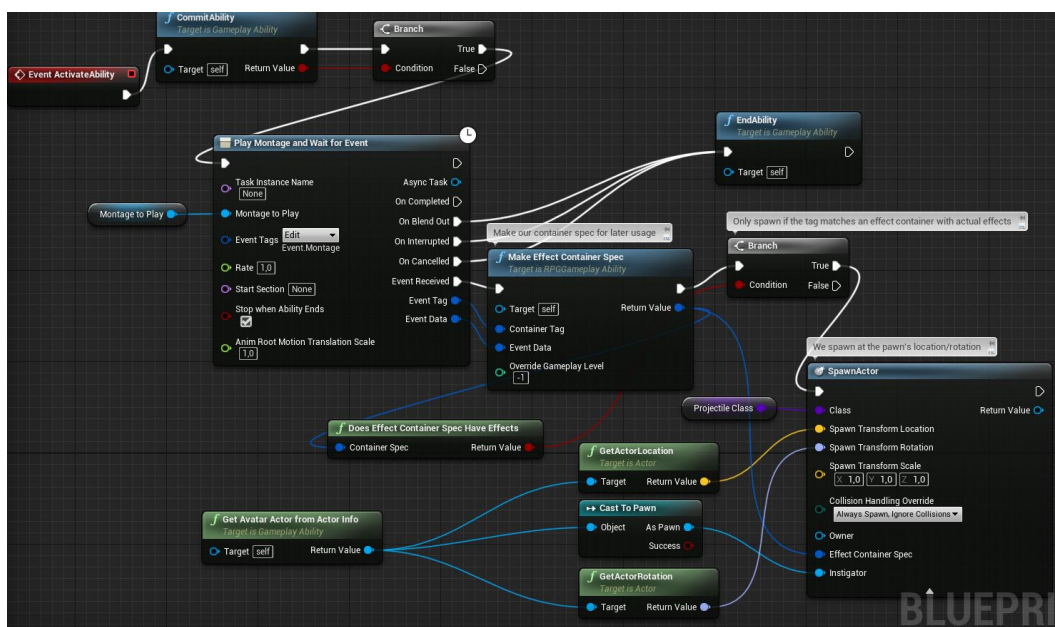 CommitAbility
Target is Gameplay Ability
Target self Return Value
Branch
True
Condition False
Event ActivateAbility
Play Montage and Wait for Event
Task Instance Name
None
Async Task
On Completed
Montage to Play
Montage to Play
On Blend Out
Event Tags Edit
Event.Montage
On Interrupted
Rate 1,0
On Cancelled
Start Section None
Event Received
Stop when Ability Ends
Event Tag
Event Data
Anim Root Motion Translation Scale
1,0
EndAbility
Target is Gameplay Ability
Target self
Make our container spec for later usage
Make Effect Container Spec
Target is RPGGameplay Ability
Target self Return Value
Container Tag
Event Data
Override Gameplay Level
-1
Only spawn if the tag matches an effect container with actual effects
Branch
True
Condition False
We spawn at the pawn's location/rotation
SpawnActor
Projectile Class
Class Return Value
Spawn Transform Location
Spawn Transform Rotation
Spawn Transform Scale
X 1,0 Y 1,0 Z 1,0
Collision Handling Override
Always Spawn, Ignore Collisions
Owner
Effect Container Spec
Instigator
Does Effect Container Spec Have Effects
Container Spec Return Value
GetActorLocation
Target is Actor
Target Return Value
Cast To Pawn
Object As Pawn
Success
Get Avatar Actor from Actor Info
Target is Gameplay Ability
Target self Return Value
GetActorRotation
Target is Actor
Target Return Value
BLUEPRI